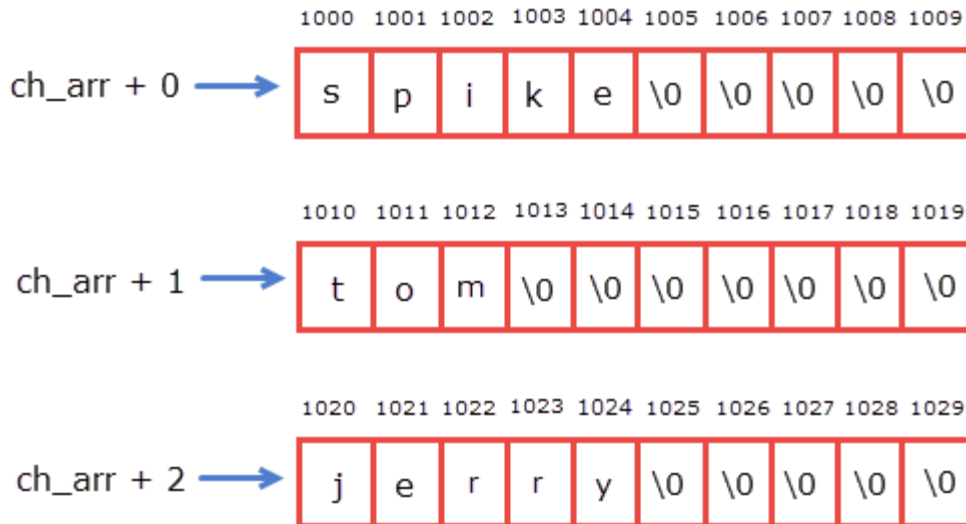 1000 1001 1002 1003 1004 1005 1006 1007 1008 1009
ch_arr + 0 s p i k e \0 \0 \0 \0 \0
1010 1011 1012 1013 1014 1015 1016 1017 1018 1019
ch_arr + 1 t o m \0 \0 \0 \0 \0 \0 \0
1020 1021 1022 1023 1024 1025 1026 1027 1028 1029
ch_arr + 2 j e r r y \0 \0 \0 \0 \0